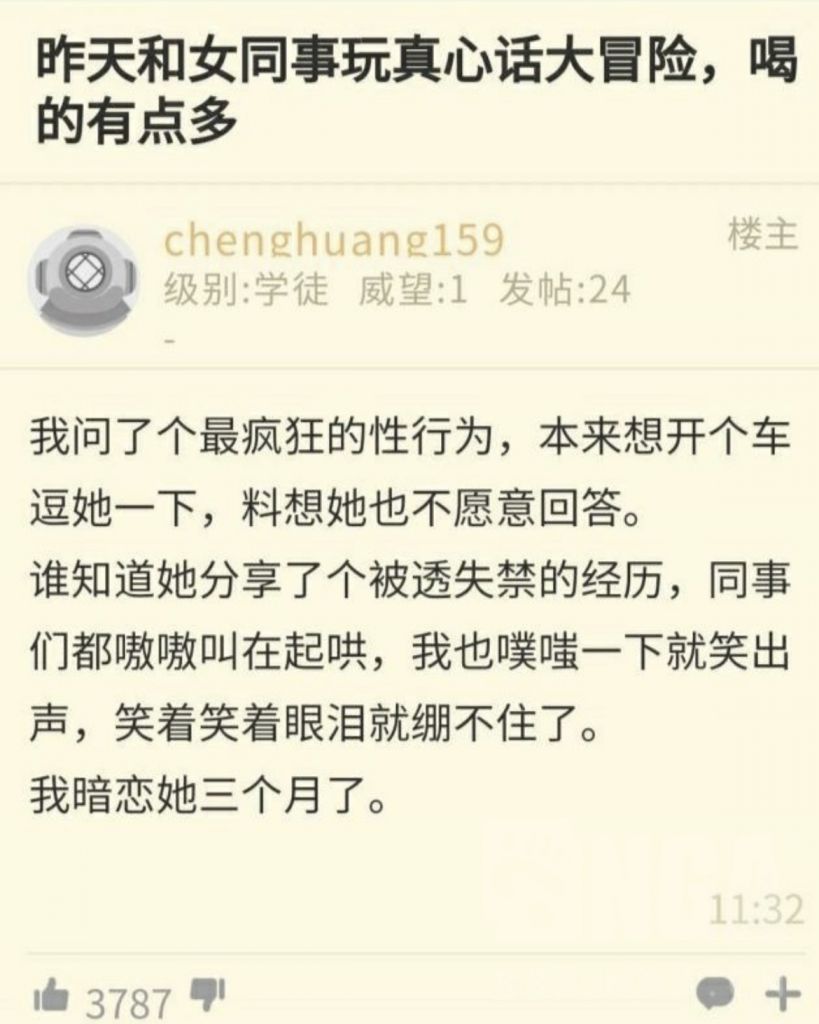 昨天和女同事玩真心话大冒险，喝
的有点多
chenghuang159
楼主
级别:学徒 威望:1 发帖:24
-
我问了个最疯狂的性行为，本来想开个车
逗她一下，料想她也不愿意回答。
谁知道她分享了个被透失禁的经历，同事
们都嗷嗷叫在起哄，我也噗嗤一下就笑出
声，笑着笑着眼泪就绷不住了。
我暗恋她三个月了。
NGA
11:32
3787